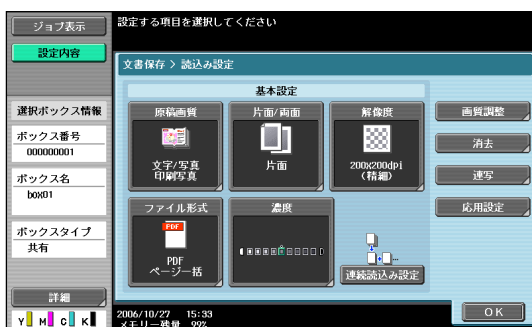 ジョブ表示
設定する項目を選択してください
設定内容
文書保存 > 読込み設定
基本設定
選択ボックス情報
原稿画質
片面/両面
解像度
画質調整
ボックス番号
000000001
文字/写真
印刷写真
片面
200x200dpi
(精細)
消去
連写
ボックス名
box01
ファイル形式
濃度
応用設定
PDF
ボックスタイプ
共有
PDF
ページ一括
連続読込み設定
詳細
OK
Y M C K
2006/10/27 15:33
メモリー残量 99%